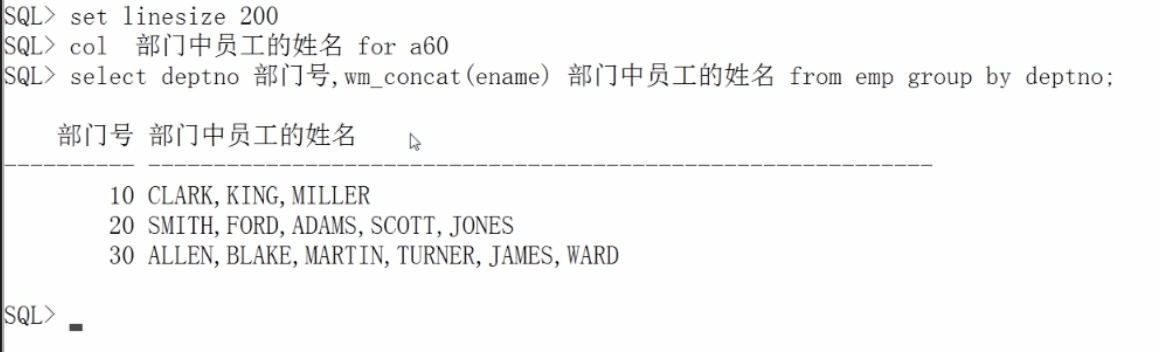 SQL> set linesize 200
SQL> col  部门中员工的姓名 for a60
SQL> select deptno 部门号,wm_concat(ename) 部门中员工的姓名 from emp group by deptno;
部门号 部门中员工的姓名
---------- ------------------------------------------------------------
10 CLARK,KING,MILLER
20 SMITH,FORD,ADAMS,SCOTT,JONES
30 ALLEN,BLAKE,MARTIN,TURNER,JAMES,WARD
SQL>